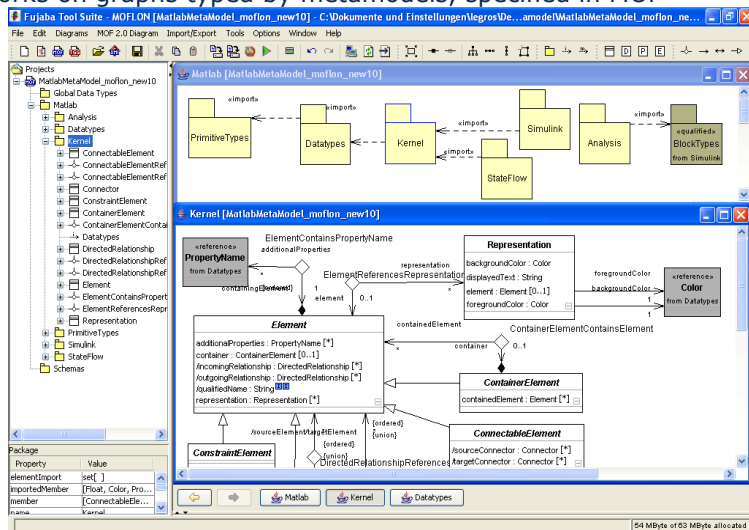 orks on graphs typed by metamodels, specified in MOF
Fujaba Tool Suite - MOFLON [MatlabMetaModel_moflon_new10] - C:\Dokumente und Einstellungen\legros\De...amodel\Matlab_moflon_ne...
File Edit Diagrams MOF 2.0 Diagram Import/Export Tools Options Window Help
Projects
MatlabMetaModel_moflon_new10
Global Data Types
Matlab
Analysis
Datatypes
Kernel
ConnectableElement
ConnectableElementRef
ConnectableElementRef
Connector
ConstraintElement
ContainerElement
ContainerElementContai
Datatypes
DirectedRelationship
DirectedRelationshipRef
DirectedRelationshipRef
Element
ElementContainsPropert
ElementReferencesRepr
Representation
PrimitiveTypes
Simulink
StateFlow
Schemas
Package
Property Value
elementImport set[ ]
importedMember [Float, Color, Pro...
member [ConnectableEle...
name Kernel
Matlab [MatlabMetaModel_moflon_new10]
«import»
PrimitiveTypes
«import»
Datatypes
Kernel
«import»
Simulink
«import»
StateFlow
Analysis
«import»
«qualified»
BlockTypes
from Simulink
Kernel [MatlabMetaModel_moflon_new10]
«reference»
PropertyName
from Datatypes
ElementContainsPropertyName
additionalProperties
*
containingElement
{ordered}
1
element
0..1
representation
ElementReferencesRepresentation
*
Representation
backgroundColor : Color
displayedText : String
element : Element [0..1]
foregroundColor : Color
foregroundColor
backgroundColor
1
1
«reference»
Color
from Datatypes
Element
additionalProperties : PropertyName [*]
container : ContainerElement [0..1]
/incomingRelationship : DirectedRelationship [*]
/outgoingRelationship : DirectedRelationship [*]
/qualifiedName : String
representation : Representation [*]
containedElement
*
ContainerElementContainsElement
container
0..1
ContainerElement
containedElement : Element [*]
ConnectableElement
/sourceConnector : Connector [*]
/targetConnector : Connector [*]
ConstraintElement
/sourceElement
/targetElement
{ordered}
{union}
{ordered}
{union}
DirectedRelationshipReferences
Matlab Kernel Datatypes
54 MByte of 63 MByte allocated